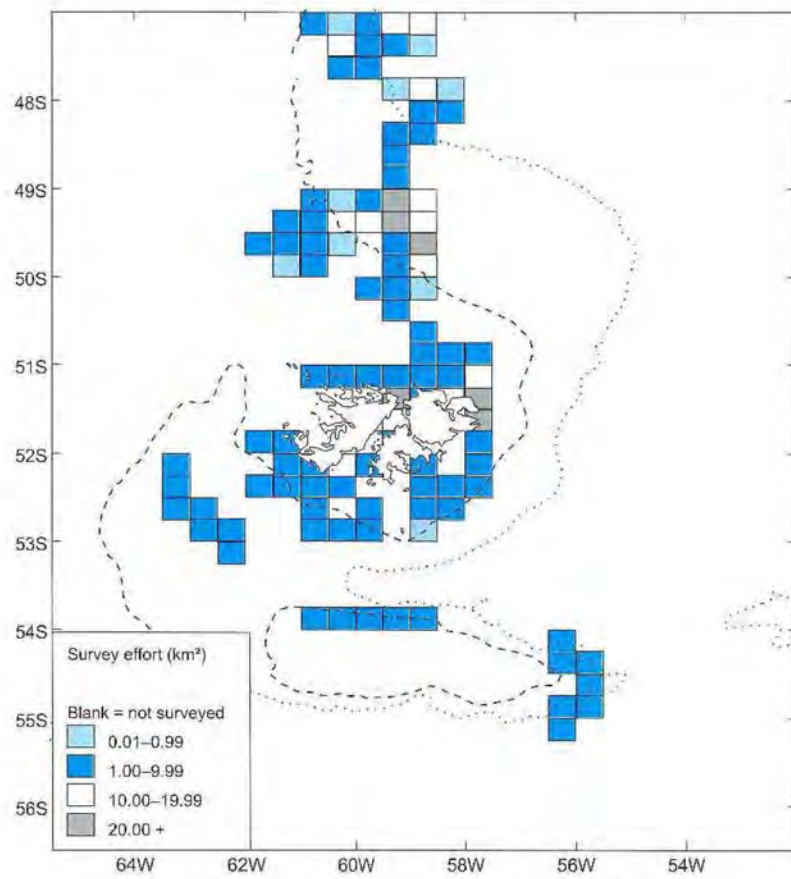 48S
49S
50S
51S
52S
53S
54S
55S
56S
Survey effort (km²)
Blank = not surveyed
0.01–0.99
1.00–9.99
10.00–19.99
20.00 +
64W 62W 60W 58W 56W 54W